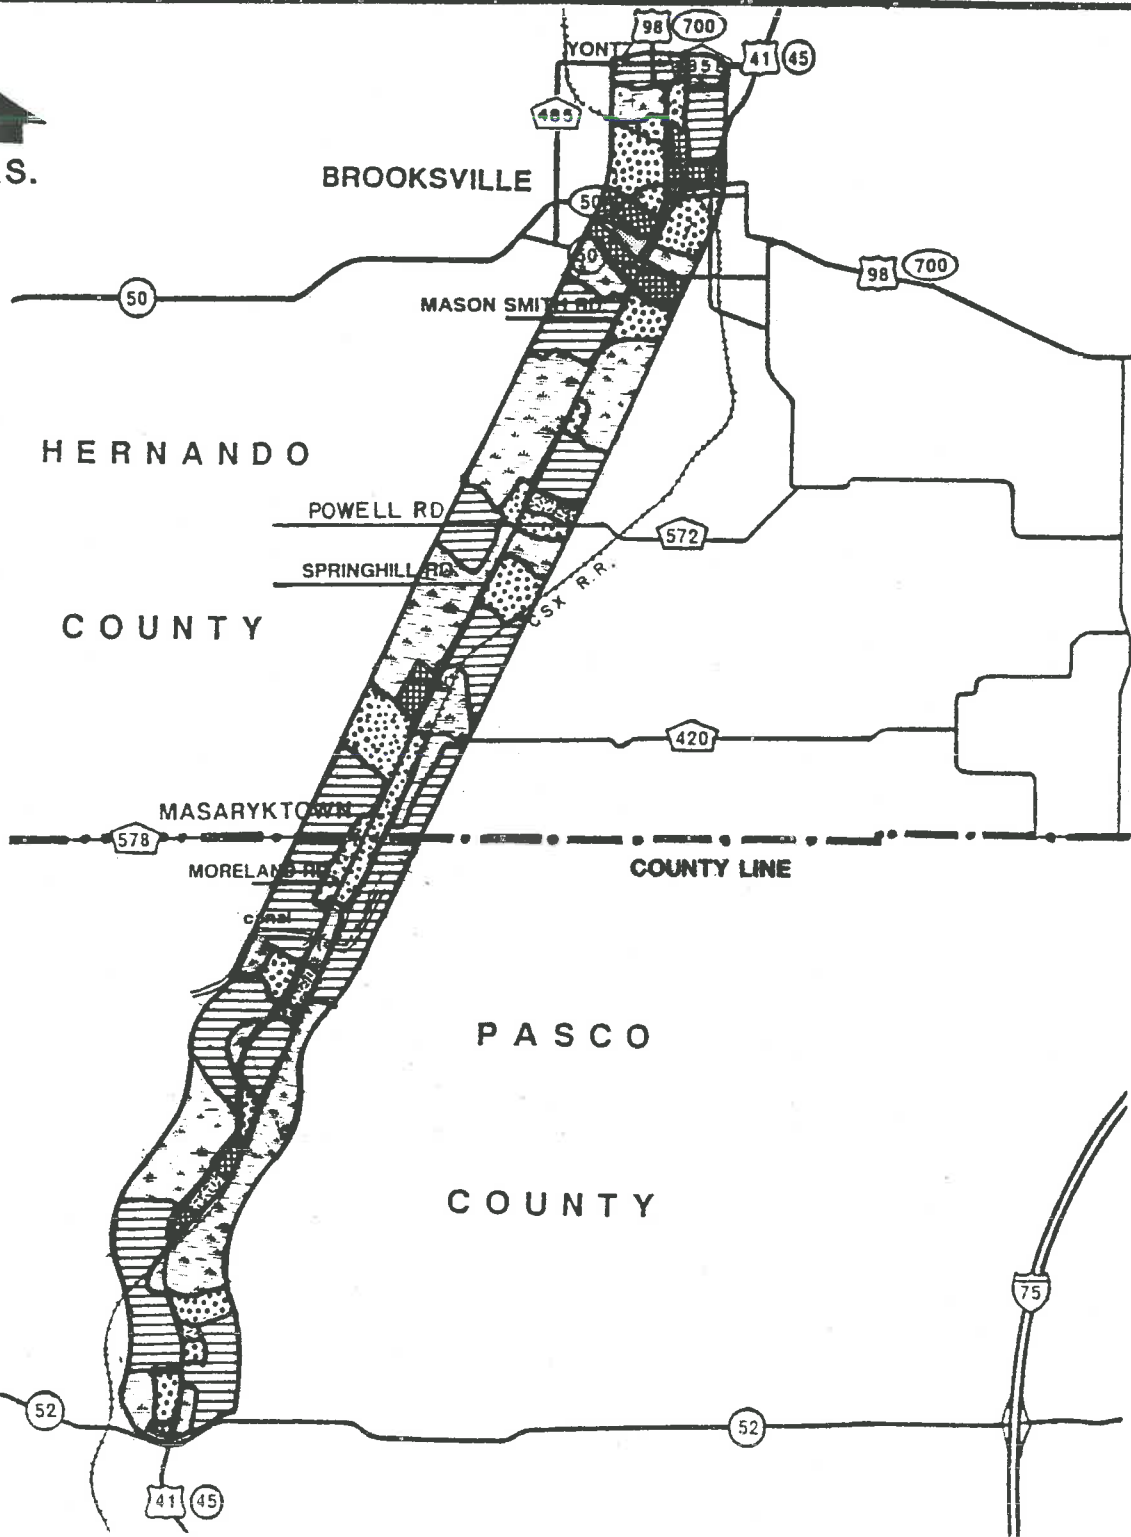 98 700
41 45
485
S.
BROOKSVILLE
50
98 700
50
MASON SMITH RD.
HERNANDO
POWELL RD
572
SPRINGHILL RD.
CSX R.R.
COUNTY
420
MASARYKTOWN
578
COUNTY LINE
MORELAND RD
canal
PASCO
COUNTY
75
52
52
41 45